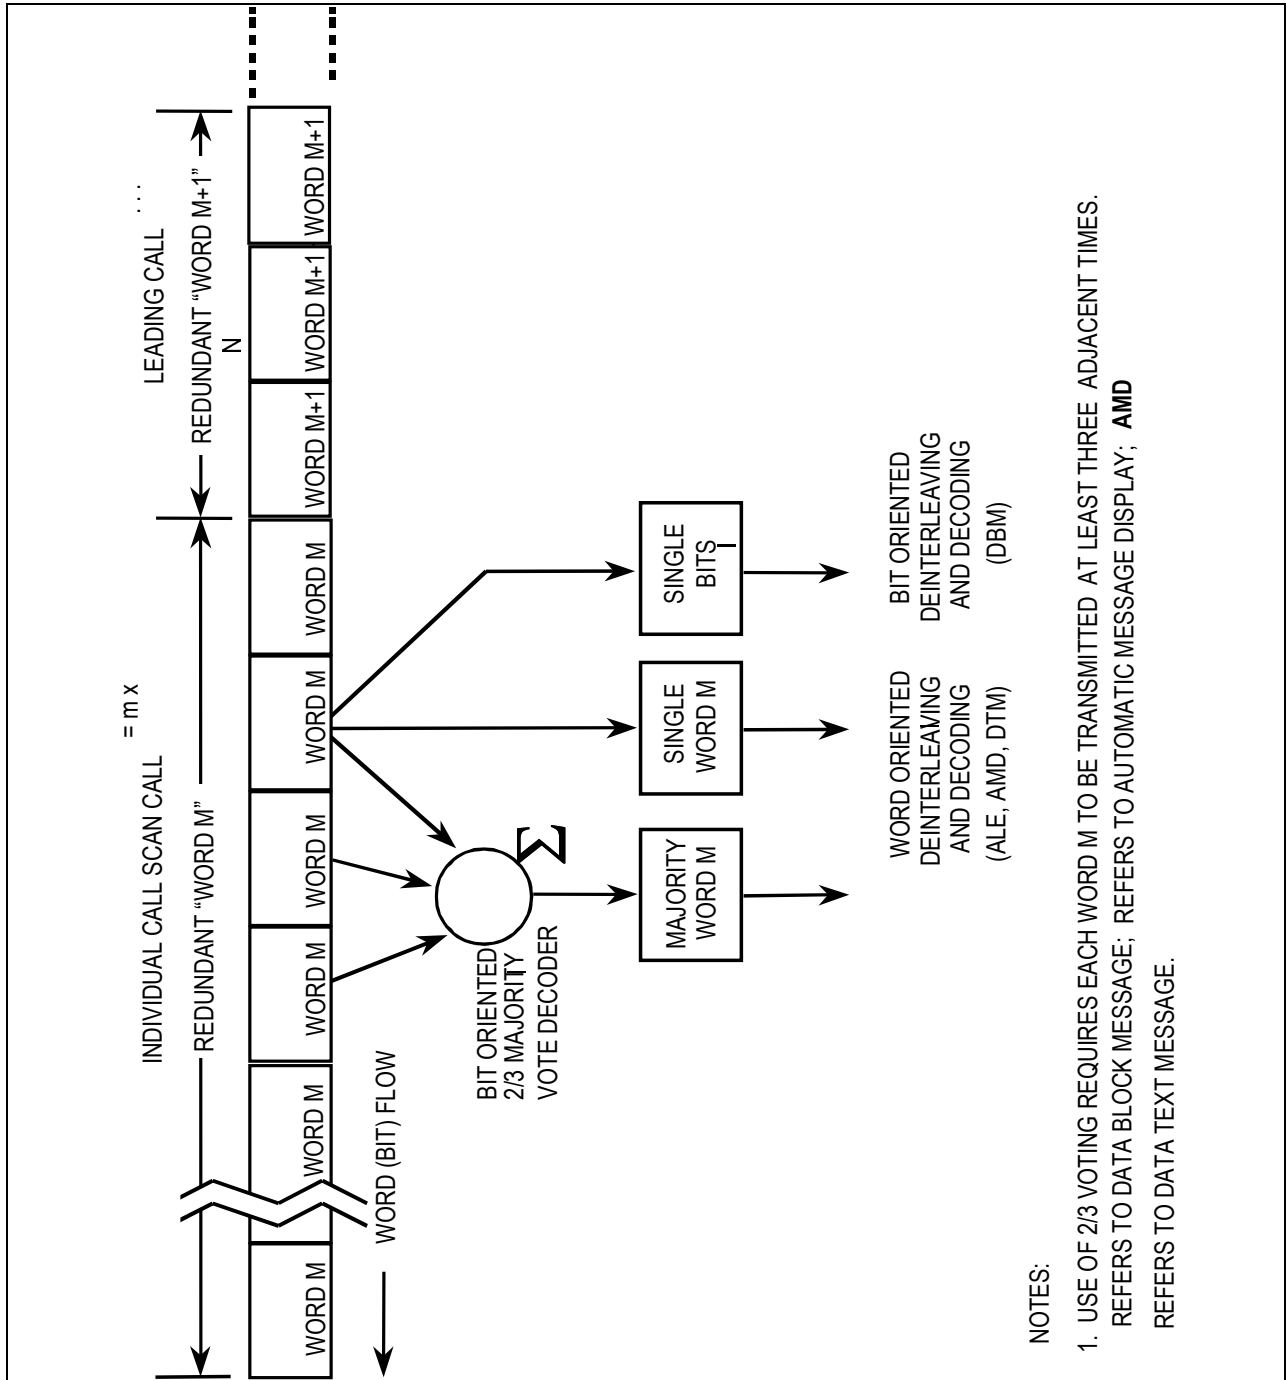 = m x
INDIVIDUAL CALL SCAN CALL
LEADING CALL . . .
REDUNDANT “WORD M”
REDUNDANT “WORD M+1”
N
WORD M
WORD M
WORD M
WORD M
WORD M
WORD M
WORD M+1
WORD M+1
WORD M+1
WORD (BIT) FLOW
BIT ORIENTED
2/3 MAJORITY
VOTE DECODER
Σ
MAJORITY
WORD M
SINGLE
WORD M
SINGLE
BITS
WORD ORIENTED
DEINTERLEAVING
AND DECODING
(ALE, AMD, DTM)
BIT ORIENTED
DEINTERLEAVING
AND DECODING
(DBM)
NOTES:
1. USE OF 2/3 VOTING REQUIRES EACH WORD M TO BE TRANSMITTED AT LEAST THREE ADJACENT TIMES.
REFERS TO DATA BLOCK MESSAGE; REFERS TO AUTOMATIC MESSAGE DISPLAY; AMD
REFERS TO DATA TEXT MESSAGE.